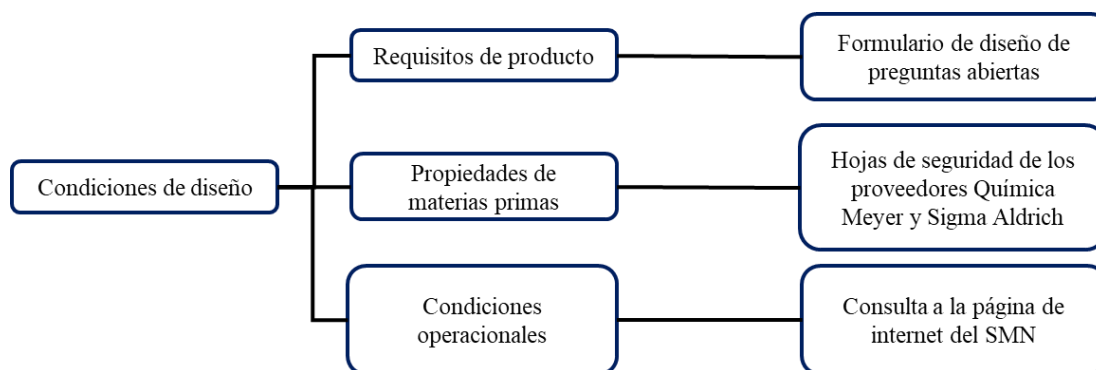 Requisitos de producto
Formulario de diseño de
preguntas abiertas
Condiciones de diseño
Propiedades de
materias primas
Hojas de seguridad de los
proveedores Química
Meyer y Sigma Aldrich
Condiciones
operacionales
Consulta a la página de
internet del SMN